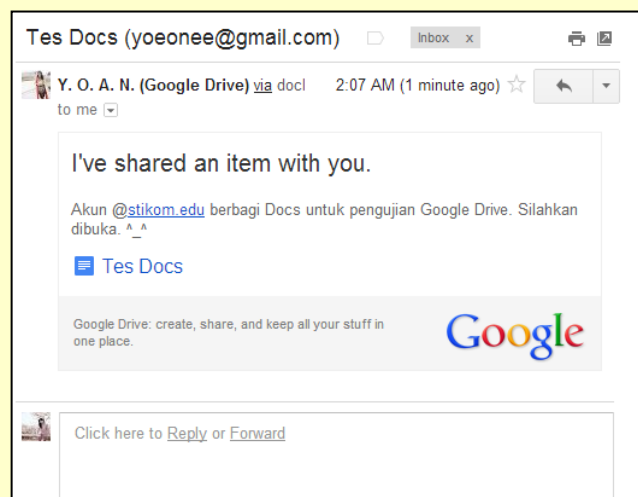 Tes Docs (yoeonee@gmail.com) Inbox x
Y. O. A. N. (Google Drive) via docl 2:07 AM (1 minute ago)
to me
I've shared an item with you.
Akun @stikom.edu berbagi Docs untuk pengujian Google Drive. Silahkan
dibuka. ^_^
Tes Docs
Google Drive: create, share, and keep all your stuff in
one place.
Google
Click here to Reply or Forward